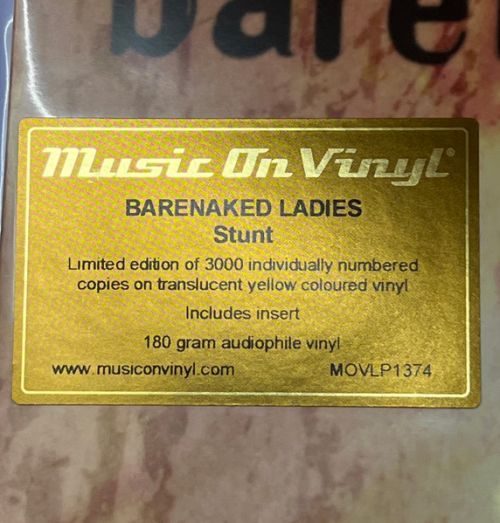 bare
Music On Vinyl®
BARENAKED LADIES
Stunt
Limited edition of 3000 individually numbered
copies on translucent yellow coloured vinyl
Includes insert
180 gram audiophile vinyl
www.musiconvinyl.com MOVLP1374